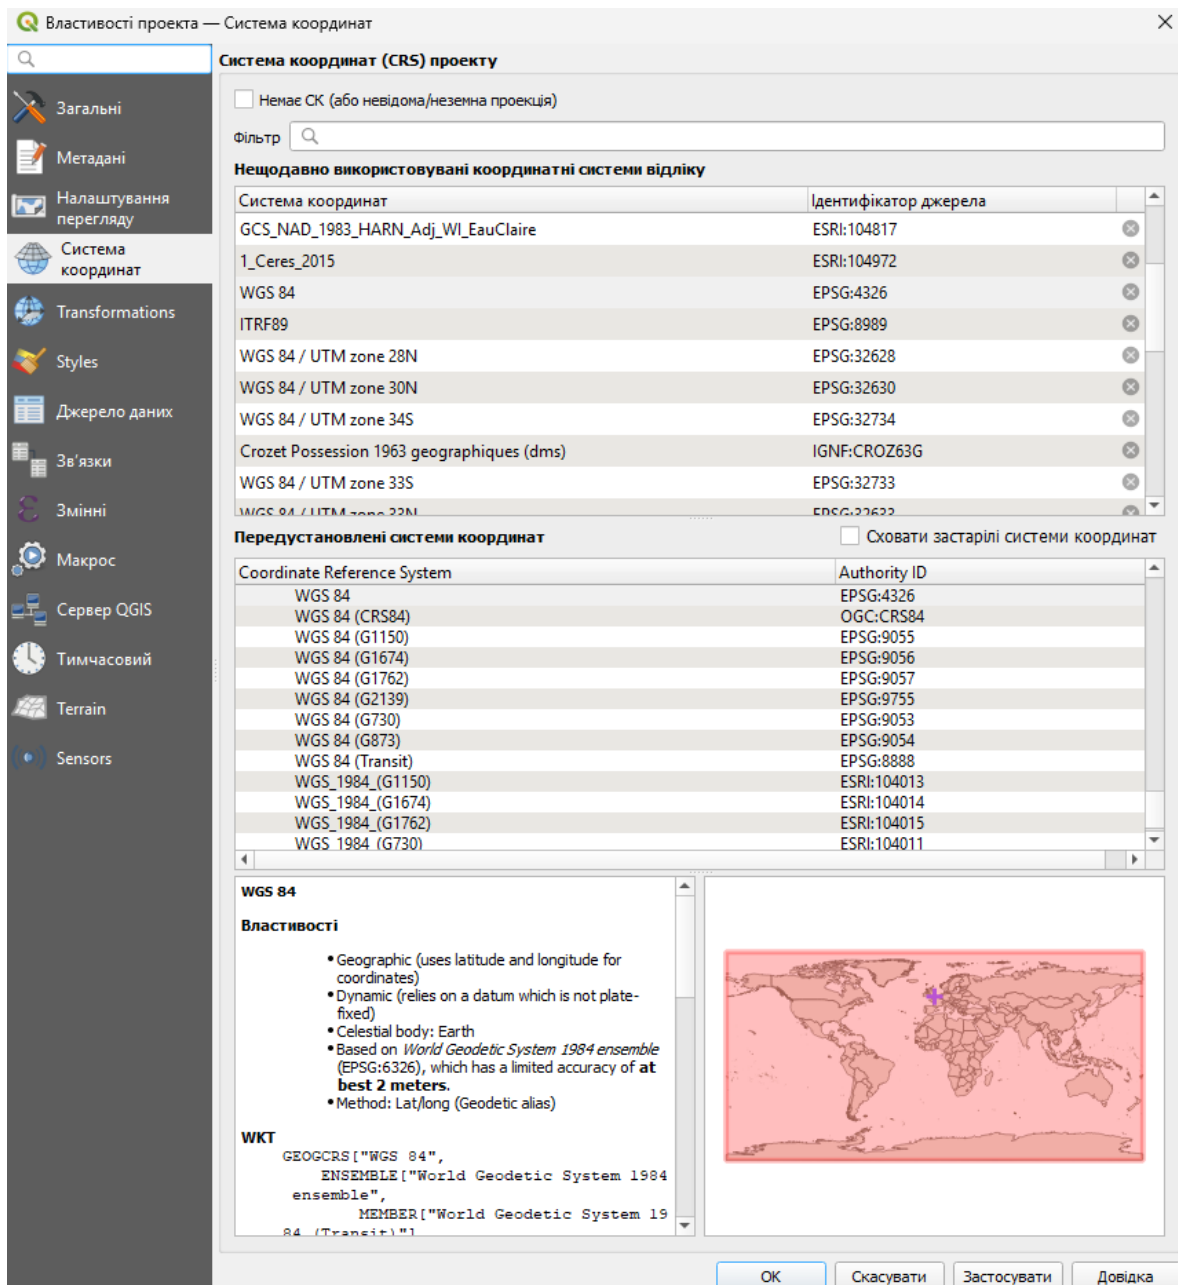 Властивості проекта — Система координат
Система координат (CRS) проекту
Немає СК (або невідома/неземна проекція)
Фільтр
Нещодавно використовувані координатні системи відліку
Загальні
Метадані
Налаштування
перегляду
Система
координат
Transformations
Styles
Джерело даних
Зв'язки
Змінні
Макрос
Сервер QGIS
Тимчасовий
Terrain
Sensors
Система координат Ідентифікатор джерела
GCS_NAD_1983_HARN_Adj_WI_EauClaire ESRI:104817
1_Ceres_2015 ESRI:104972
WGS 84 EPSG:4326
ITRF89 EPSG:8989
WGS 84 / UTM zone 28N EPSG:32628
WGS 84 / UTM zone 30N EPSG:32630
WGS 84 / UTM zone 34S EPSG:32734
Crozet Possession 1963 geographiques (dms) IGNF:CROZ63G
WGS 84 / UTM zone 33S EPSG:32733
WGS 84 / UTM zone 33N EPSG:32633
Передустановлені системи координат Сховати застарілі системи координат
Coordinate Reference System Authority ID
WGS 84 EPSG:4326
WGS 84 (CRS84) OGC:CRS84
WGS 84 (G1150) EPSG:9055
WGS 84 (G1674) EPSG:9056
WGS 84 (G1762) EPSG:9057
WGS 84 (G2139) EPSG:9755
WGS 84 (G730) EPSG:9053
WGS 84 (G873) EPSG:9054
WGS 84 (Transit) EPSG:8888
WGS_1984_(G1150) ESRI:104013
WGS_1984_(G1674) ESRI:104014
WGS_1984_(G1762) ESRI:104015
WGS_1984_(G730) ESRI:104011
WGS 84
Властивості
• Geographic (uses latitude and longitude for
coordinates)
• Dynamic (relies on a datum which is not plate-
fixed)
• Celestial body: Earth
• Based on World Geodetic System 1984 ensemble
(EPSG:6326), which has a limited accuracy of at
best 2 meters.
• Method: Lat/long (Geodetic alias)
WKT
GEOGCRS["WGS 84",
ENSEMBLE["World Geodetic System 1984
ensemble",
MEMBER["World Geodetic System 19
84 (Transit)"]
OK Скасувати Застосувати Довідка